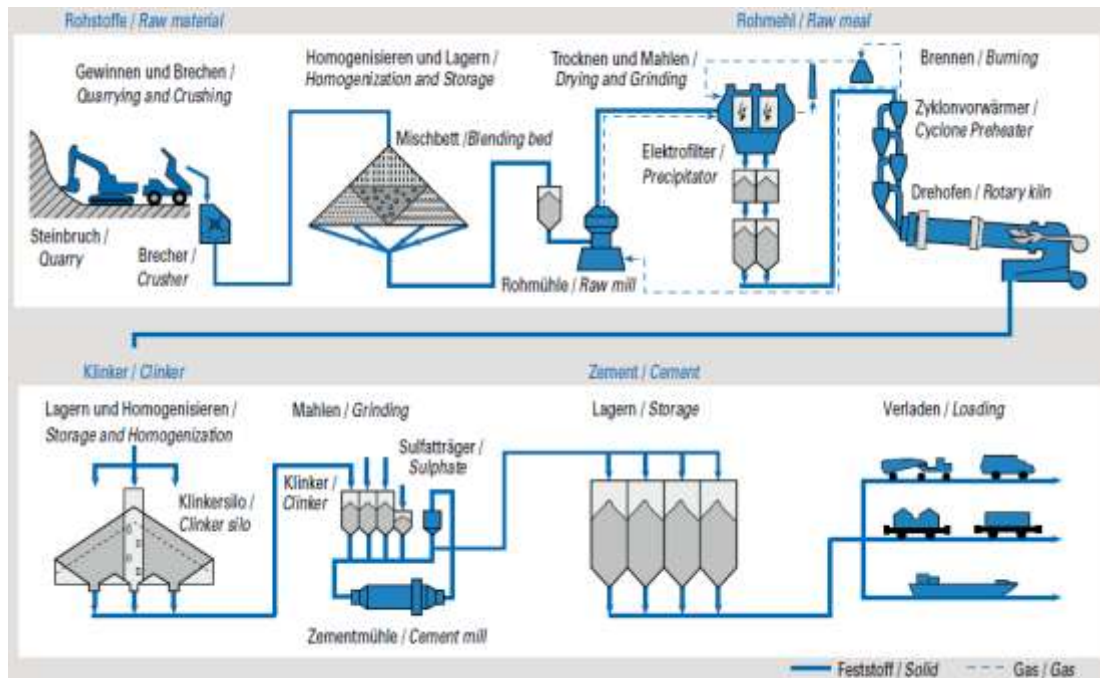 Rohstoffe / Raw material
Rohmehl / Raw meal
Gewinnen und Brechen /
Quarrying and Crushing
Homogenisieren und Lagern /
Homogenization and Storage
Trocknen und Mahlen /
Drying and Grinding
Brennen / Burning
Mischbett / Blending bed
Zyklonvorwärmer /
Cyclone Preheater
Elektrofilter /
Precipitator
Drehofen / Rotary kiln
Steinbruch /
Quarry
Brecher /
Crusher
Rohmühle / Raw mill
Klinker / Clinker
Zement / Cement
Lagern und Homogenisieren /
Storage and Homogenization
Mahlen / Grinding
Lagern / Storage
Verladen / Loading
Sulfatträger /
Sulphate
Klinker /
Clinker
Klinkersilo /
Clinker silo
Zementmühle / Cement mill
Feststoff / Solid
Gas / Gas